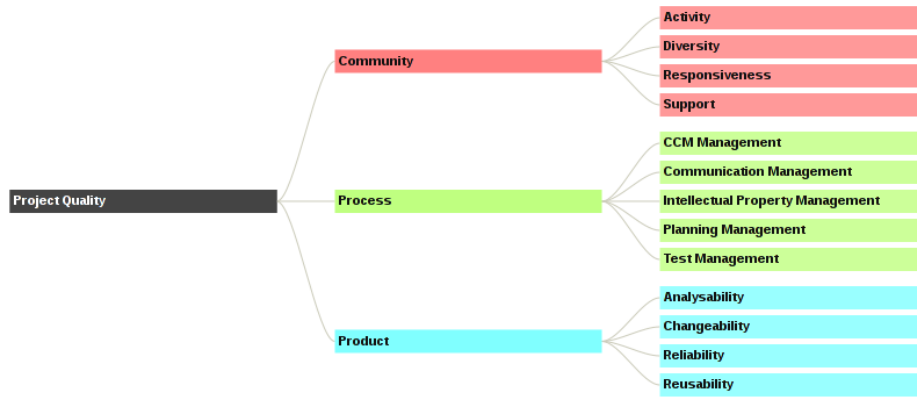 Project Quality
Community
Activity
Diversity
Responsiveness
Support
Process
CCM Management
Communication Management
Intellectual Property Management
Planning Management
Test Management
Product
Analysability
Changeability
Reliability
Reusability